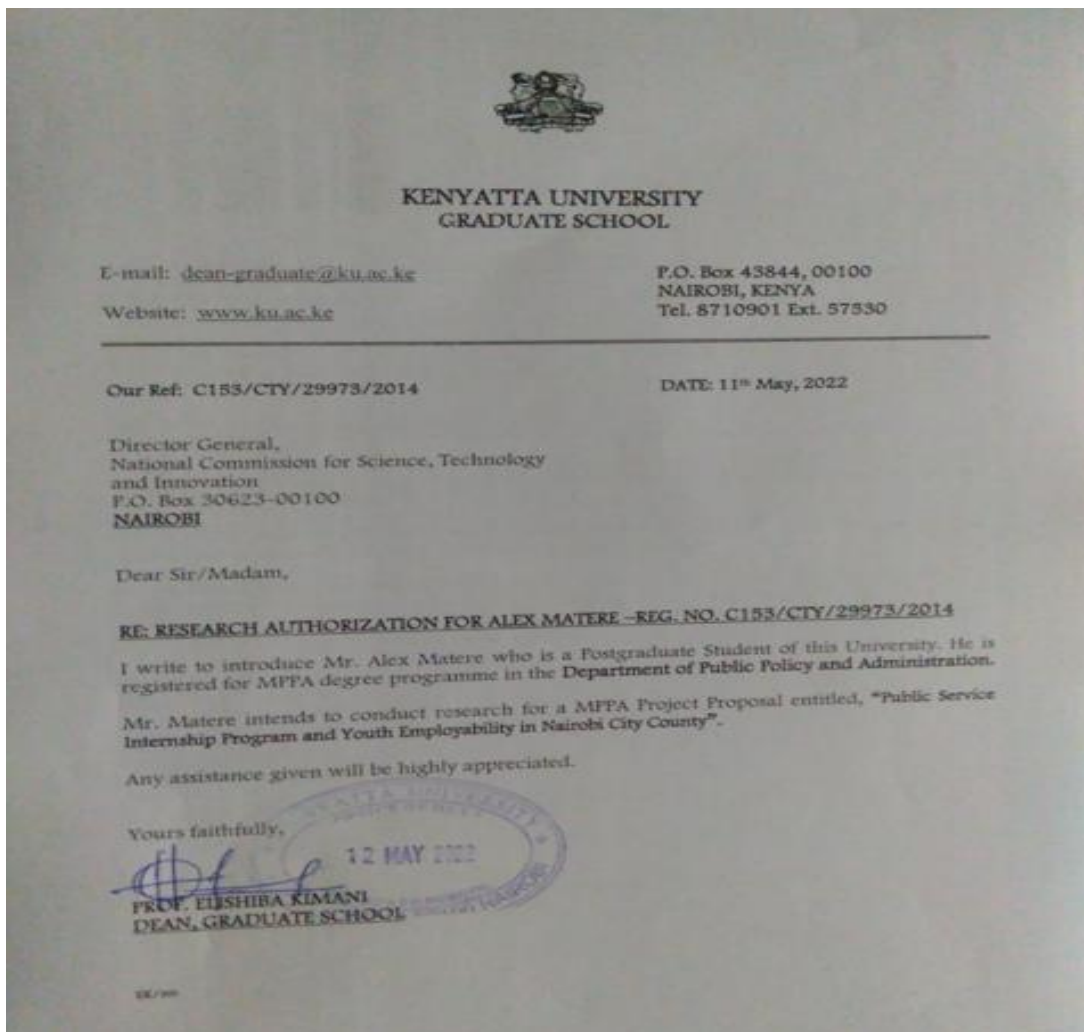 KENYATTA UNIVERSITY
GRADUATE SCHOOL
E-mail: dean-graduate@ku.ac.ke
P.O. Box 43844, 00100
NAIROBI, KENYA
Website: www.ku.ac.ke
Tel. 8710901 Ext. 57530
Our Ref: C153/CTY/29973/2014
DATE: 11th May, 2022
Director General,
National Commission for Science, Technology
and Innovation
P.O. Box 30623-00100
NAIROBI
Dear Sir/Madam,
RE: RESEARCH AUTHORIZATION FOR ALEX MATERE –REG. NO. C153/CTY/29973/2014
I write to introduce Mr. Alex Matere who is a Postgraduate Student of this University. He is
registered for MPPA degree programme in the Department of Public Policy and Administration.
Mr. Matere intends to conduct research for a MPPA Project Proposal entitled, “Public Service
Internship Program and Youth Employability in Nairobi City County”.
Any assistance given will be highly appreciated.
Yours faithfully,
KENYATTA UNIVERSITY
12 MAY 2022
PROF. ELISHIBA KIMANI
DEAN, GRADUATE SCHOOL